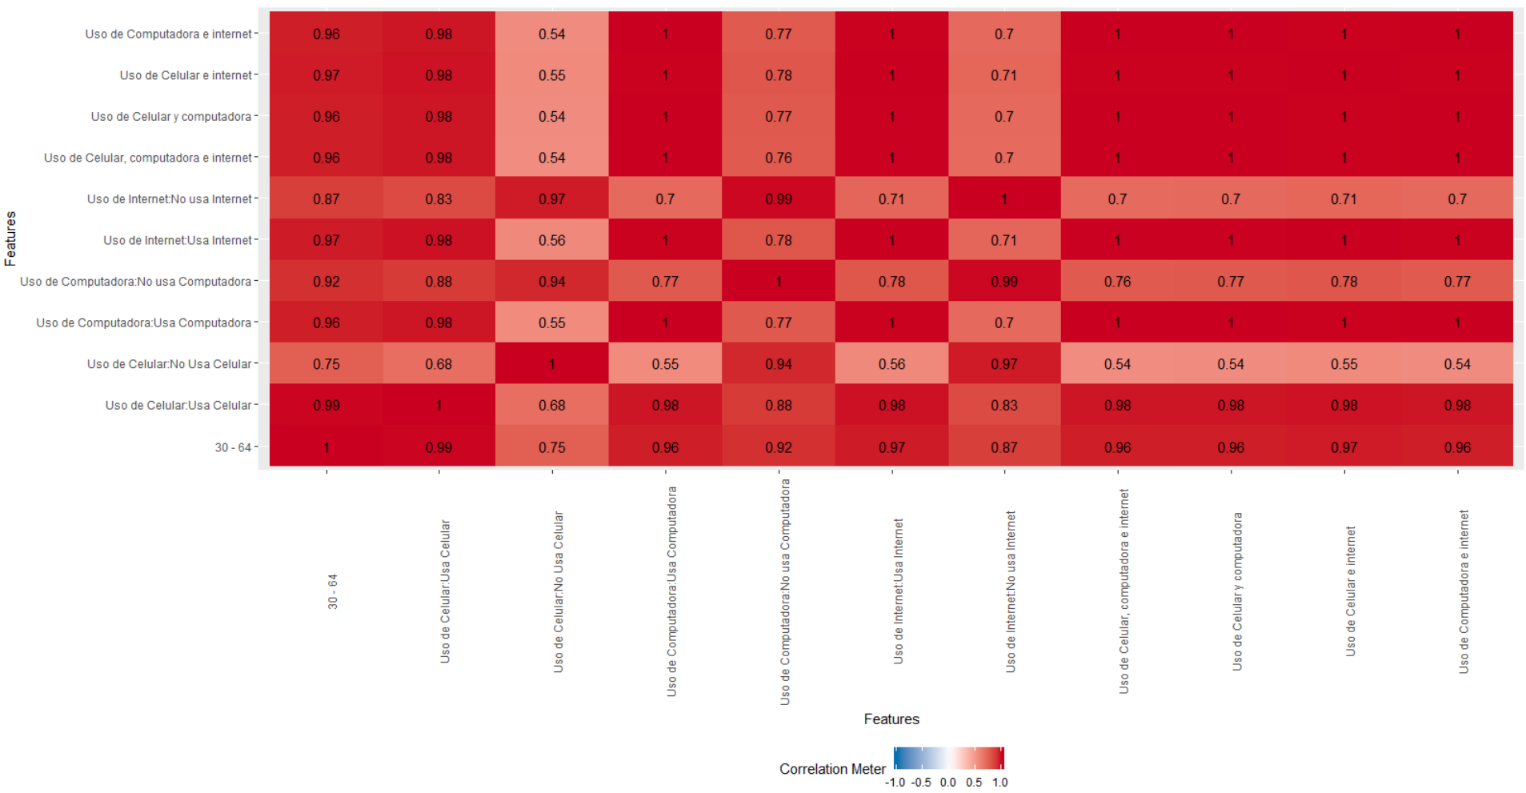 Uso de Computadora e internet 0.96 0.98 0.54 1 0.77 1 0.7 1 1 1 1
Uso de Celular e internet 0.97 0.98 0.55 1 0.78 1 0.71 1 1 1 1
Uso de Celular y computadora 0.96 0.98 0.54 1 0.77 1 0.7 1 1 1 1
Uso de Celular, computadora e internet 0.96 0.98 0.54 1 0.76 1 0.7 1 1 1 1
Uso de Internet:No usa Internet 0.87 0.83 0.97 0.7 0.99 0.71 1 0.7 0.7 0.71 0.7
Uso de Internet:Usa Internet 0.97 0.98 0.56 1 0.78 1 0.71 1 1 1 1
Uso de Computadora:No usa Computadora 0.92 0.88 0.94 0.77 1 0.78 0.99 0.76 0.77 0.78 0.77
Uso de Computadora:Usa Computadora 0.96 0.98 0.55 1 0.77 1 0.7 1 1 1 1
Uso de Celular:No Usa Celular 0.75 0.68 1 0.55 0.94 0.56 0.97 0.54 0.54 0.55 0.54
Uso de Celular:Usa Celular 0.99 1 0.68 0.98 0.88 0.98 0.83 0.98 0.98 0.98 0.98
30 - 64 1 0.99 0.75 0.96 0.92 0.97 0.87 0.96 0.96 0.97 0.96
Features
30 - 64
Uso de Celular:Usa Celular
Uso de Celular:No Usa Celular
Uso de Computadora:Usa Computadora
Uso de Computadora:No usa Computadora
Uso de Internet:Usa Internet
Uso de Internet:No usa Internet
Uso de Celular, computadora e internet
Uso de Celular y computadora
Uso de Celular e internet
Uso de Computadora e internet
Features
Correlation Meter
-1.0 -0.5 0.0 0.5 1.0